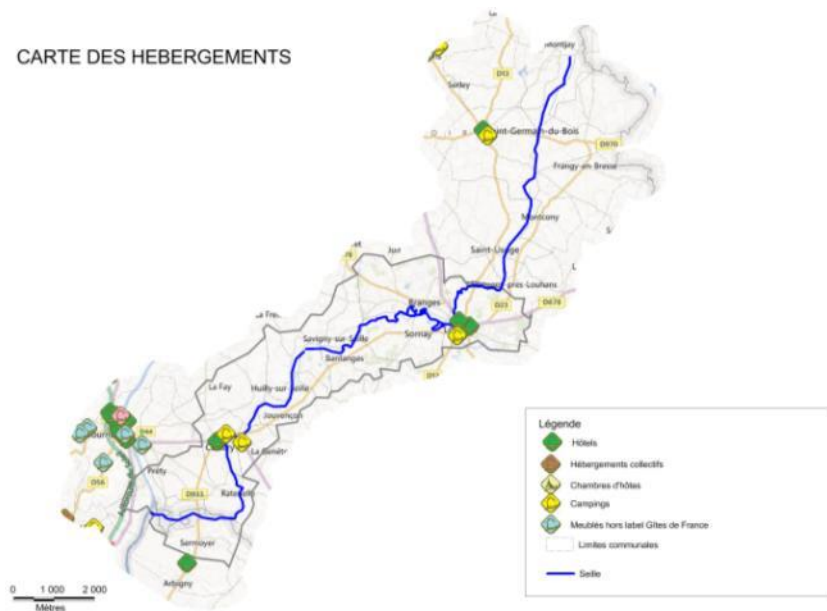 CARTE DES HEBERGEMENTS
Montjay
Serley
D13
Saint-Germain-du-Bois
D970
Frangy-en-Bresse
Montcony
Saint-Usuge
D23
D678
Branges
Sornay
Savigny-sur-Seille
Bantanges
La Fay
Huilly-sur-Seille
Jouvençon
D44
La Genêt
Préty
D56
D933
Ratenelle
Sermoyer
Arbigny
0 1 000 2 000
Mètres
Légende
Hôtels
Hébergements collectifs
Chambres d'hôtes
Campings
Meublés hors label Gîtes de France
Limites communales
Seille